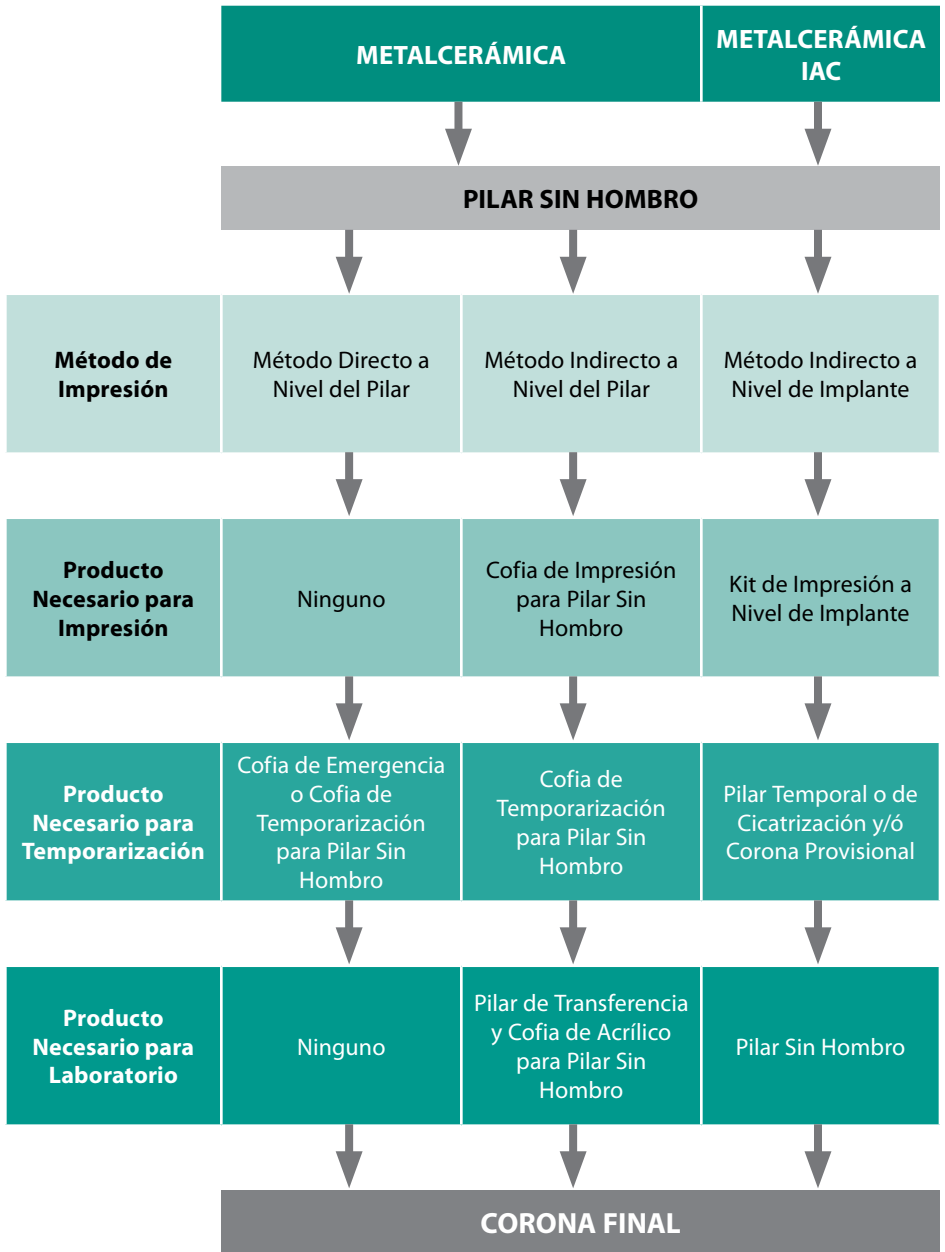 METALCERÁMICA
METALCERÁMICA
IAC
PILAR SIN HOMBRO
Método de
Impresión
Método Directo a
Nivel del Pilar
Método Indirecto a
Nivel del Pilar
Método Indirecto a
Nivel de Implante
Producto
Necesario para
Impresión
Ninguno
Cofia de Impresión
para Pilar Sin
Hombro
Kit de Impresión a
Nivel de Implante
Producto
Necesario para
Temporarización
Cofia de Emergencia
o Cofia de
Temporarización
para Pilar Sin
Hombro
Cofia de
Temporarización
para Pilar Sin
Hombro
Pilar Temporal o de
Cicatrización y/ó
Corona Provisional
Producto
Necesario para
Laboratorio
Ninguno
Pilar de Transferencia
y Cofia de Acrílico
para Pilar Sin
Hombro
Pilar Sin Hombro
CORONA FINAL